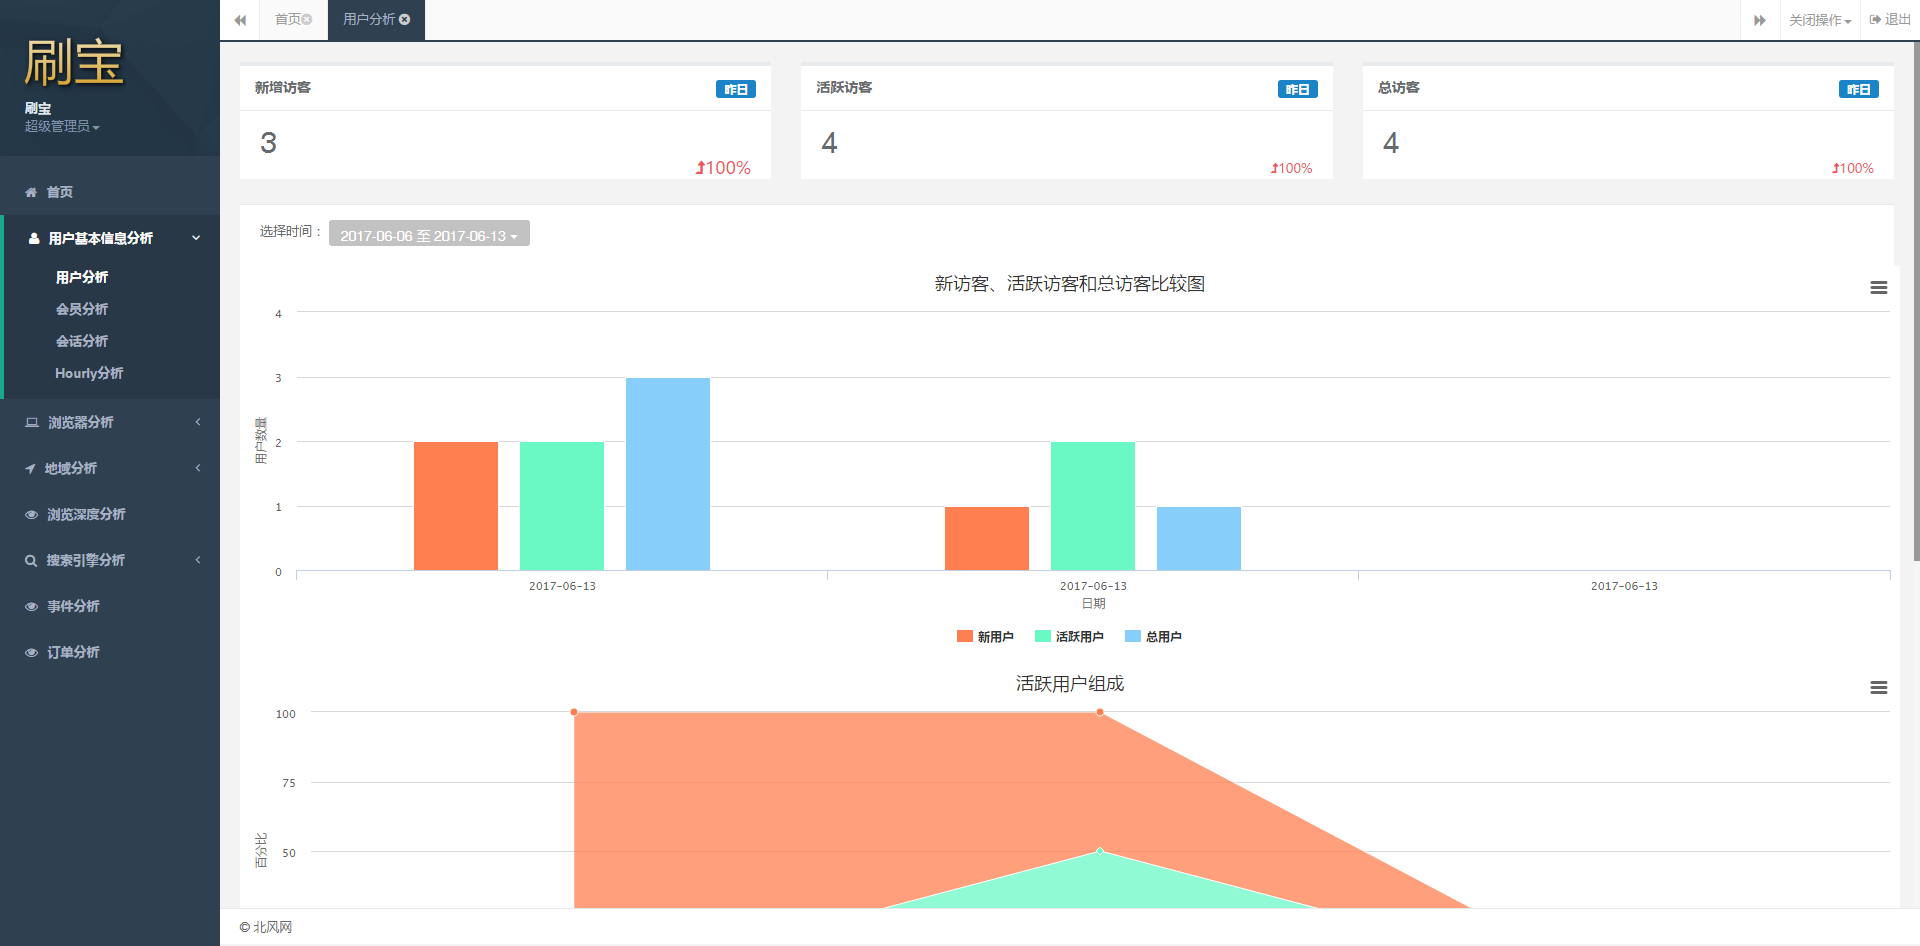 刷宝
刷宝
超级管理员
首页
用户基本信息分析
用户分析
会员分析
会话分析
Hourly分析
浏览器分析
地域分析
浏览深度分析
搜索引擎分析
事件分析
订单分析
首页
用户分析
关闭操作
退出
新增访客
昨日
3
100%
活跃访客
昨日
4
100%
总访客
昨日
4
100%
选择时间：
2017-06-06 至 2017-06-13
新访客、活跃访客和总访客比较图
用户数量
4
3
2
1
0
2017-06-13
2017-06-13
2017-06-13
日期
新用户
活跃用户
总用户
活跃用户组成
百分比
100
75
50
© 北风网